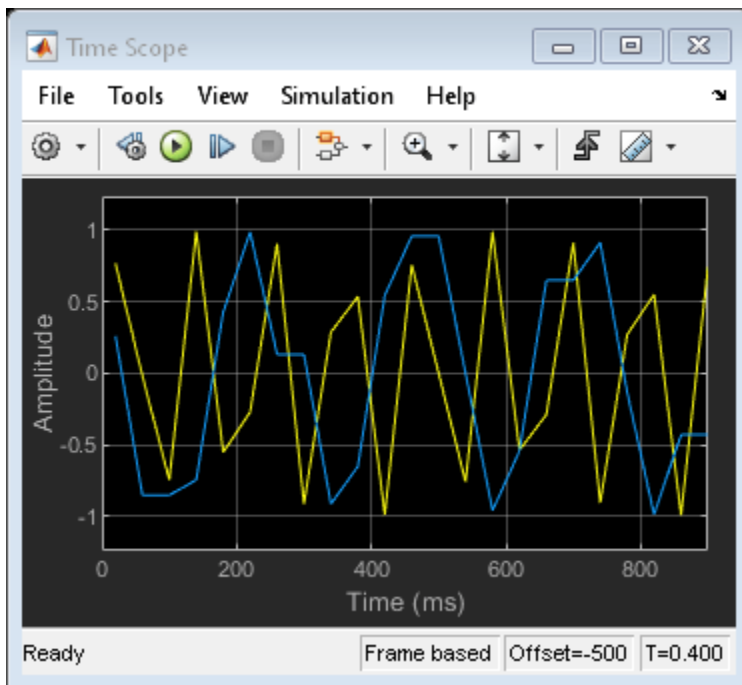 Time Scope
File Tools View Simulation Help
1
0.5
0
-0.5
-1
Amplitude
0 200 400 600 800
Time (ms)
Ready Frame based Offset=-500 T=0.400